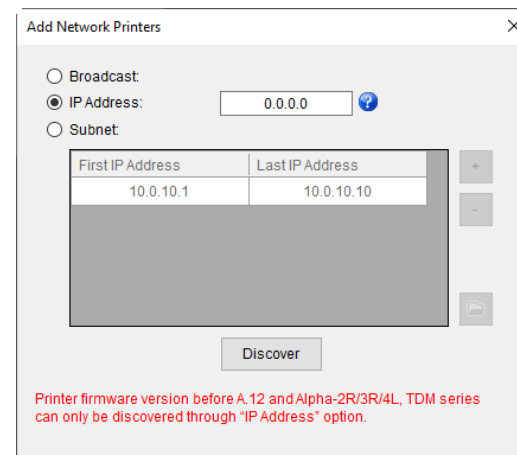 Add Network Printers
Broadcast:
IP Address: 0.0.0.0 ?
Subnet:
First IP Address Last IP Address
10.0.10.1 10.0.10.10
+
-
Discover
Printer firmware version before A.12 and Alpha-2R/3R/4L, TDM series
can only be discovered through “IP Address” option.